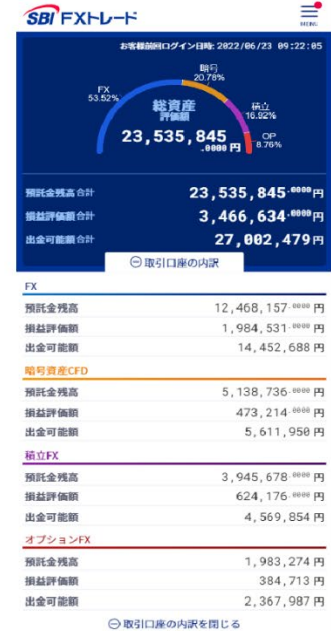 SBI FXトレード
MENU
お客様前回ログイン日時: 2022/06/23 09:22:05
暗号
20.78%
FX
53.52%
積立
16.92%
総資産
評価額
OP
8.76%
23,535,845.0000円
預託金残高合計 23,535,845.0000円
損益評価額合計 3,466,634.0000円
出金可能額合計 27,002,479円
取引口座の内訳
FX
預託金残高 12,468,157.0000円
損益評価額 1,984,531.0000円
出金可能額 14,452,688円
暗号資産CFD
預託金残高 5,138,736.0000円
損益評価額 473,214.0000円
出金可能額 5,611,950円
積立FX
預託金残高 3,945,678.0000円
損益評価額 624,176.0000円
出金可能額 4,569,854円
オプションFX
預託金残高 1,983,274円
損益評価額 384,713円
出金可能額 2,367,987円
取引口座の内訳を閉じる